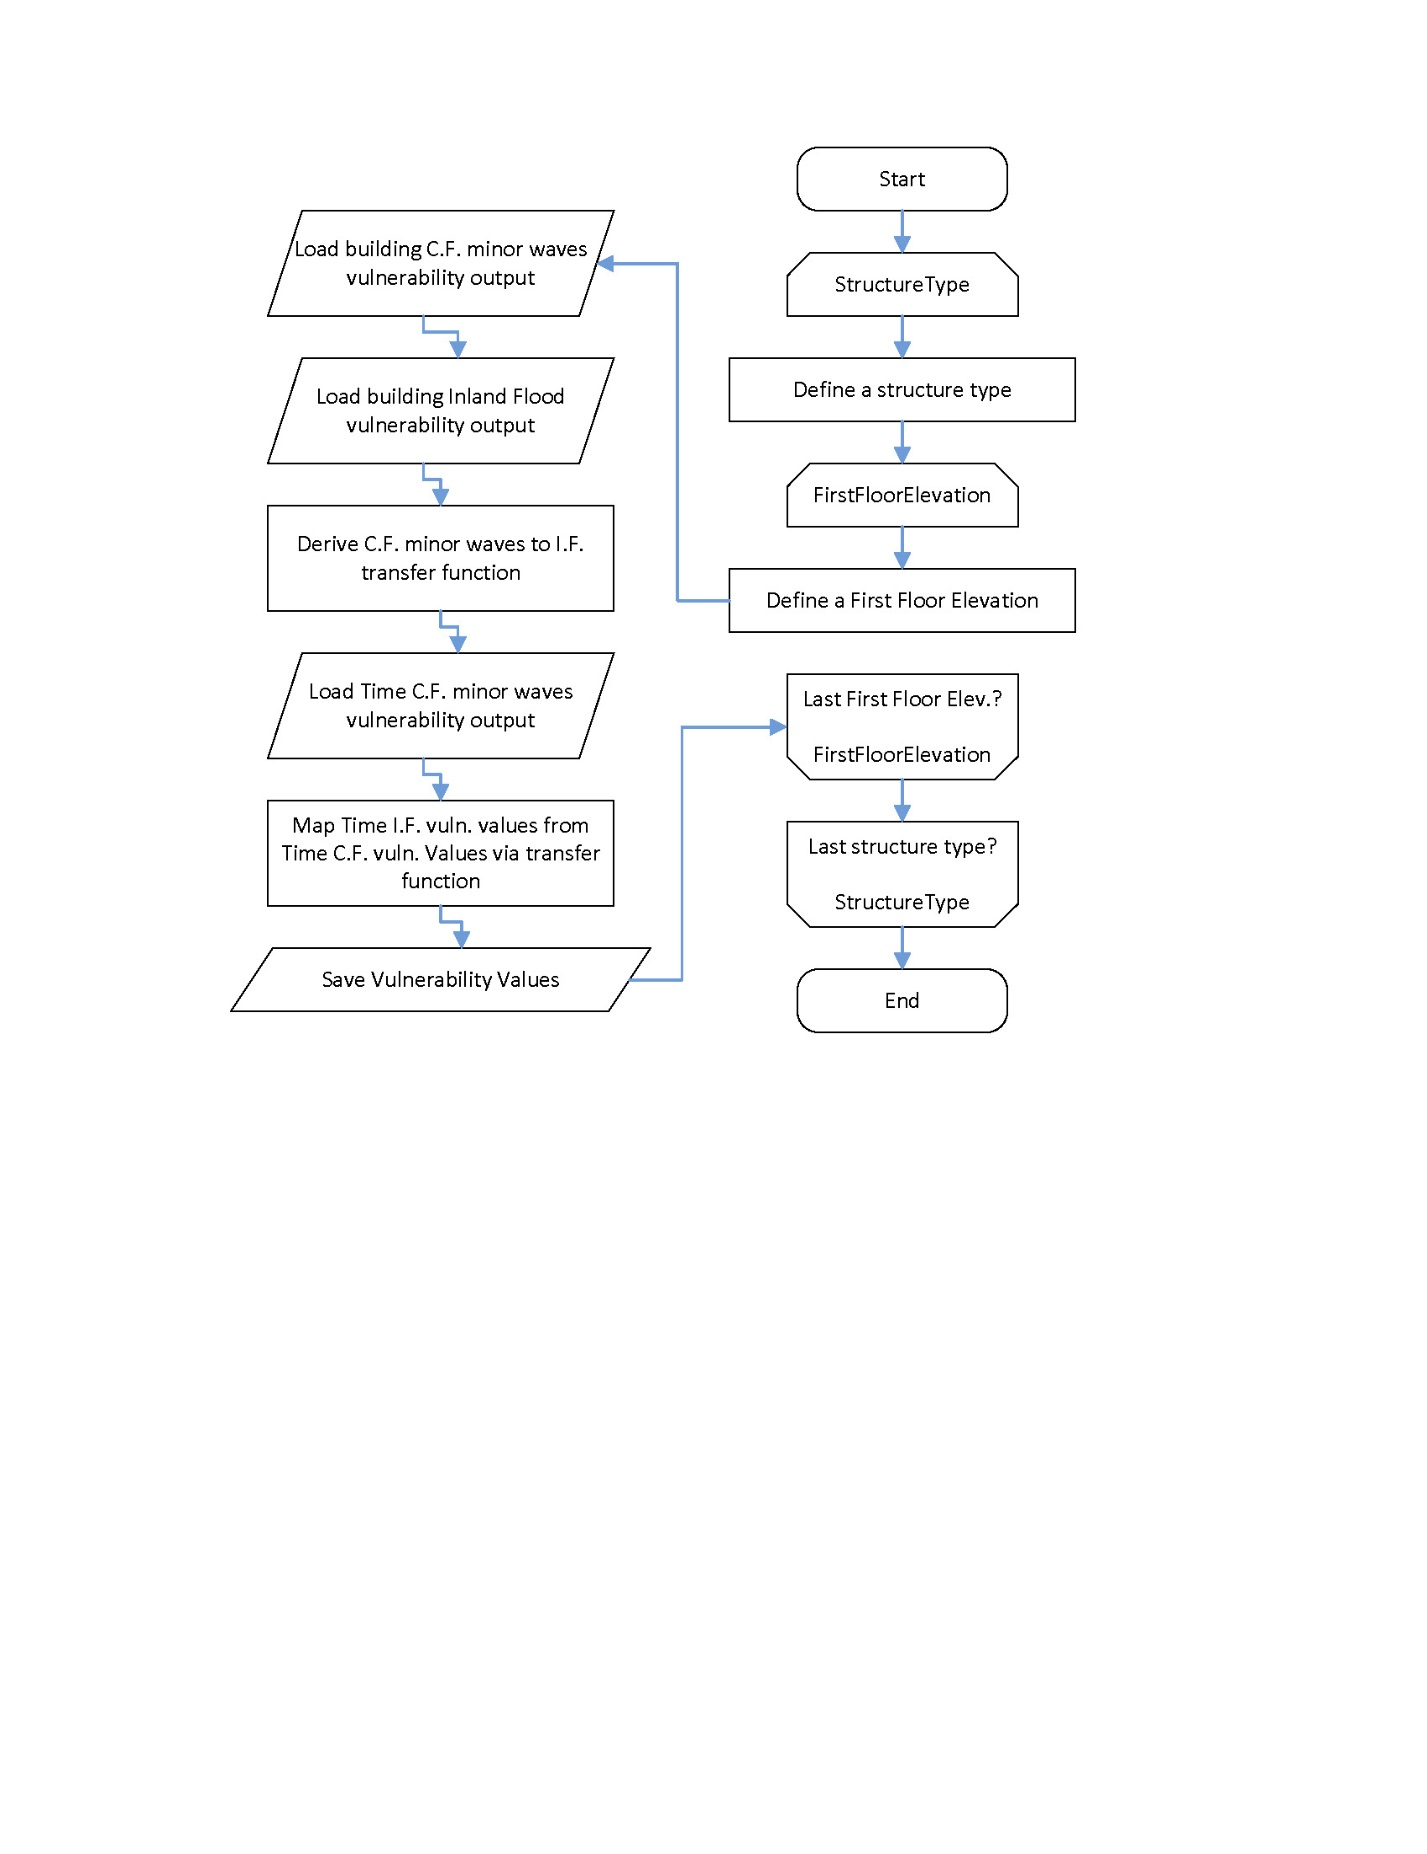 Start
StructureType
Define a structure type
FirstFloorElevation
Define a First Floor Elevation
Load building C.F. minor waves
vulnerability output
Load building Inland Flood
vulnerability output
Derive C.F. minor waves to I.F.
transfer function
Load Time C.F. minor waves
vulnerability output
Map Time I.F. vuln. values from
Time C.F. vuln. Values via transfer
function
Save Vulnerability Values
Last First Floor Elev.?
FirstFloorElevation
Last structure type?
StructureType
End